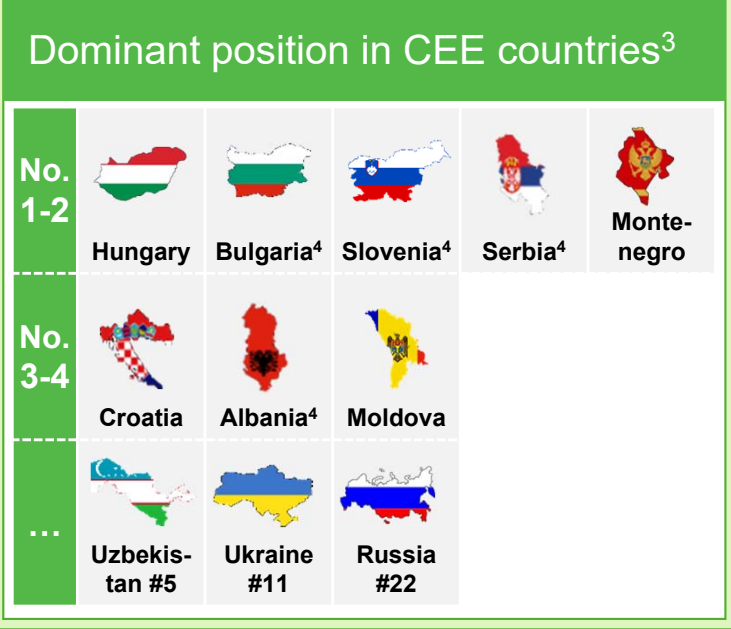 Dominant position in CEE countries³
No.
1-2
Hungary
Bulgaria⁴
Slovenia⁴
Serbia⁴
Monte-
negro
No.
3-4
Croatia
Albania⁴
Moldova
...
Uzbekis-
tan #5
Ukraine
#11
Russia
#22